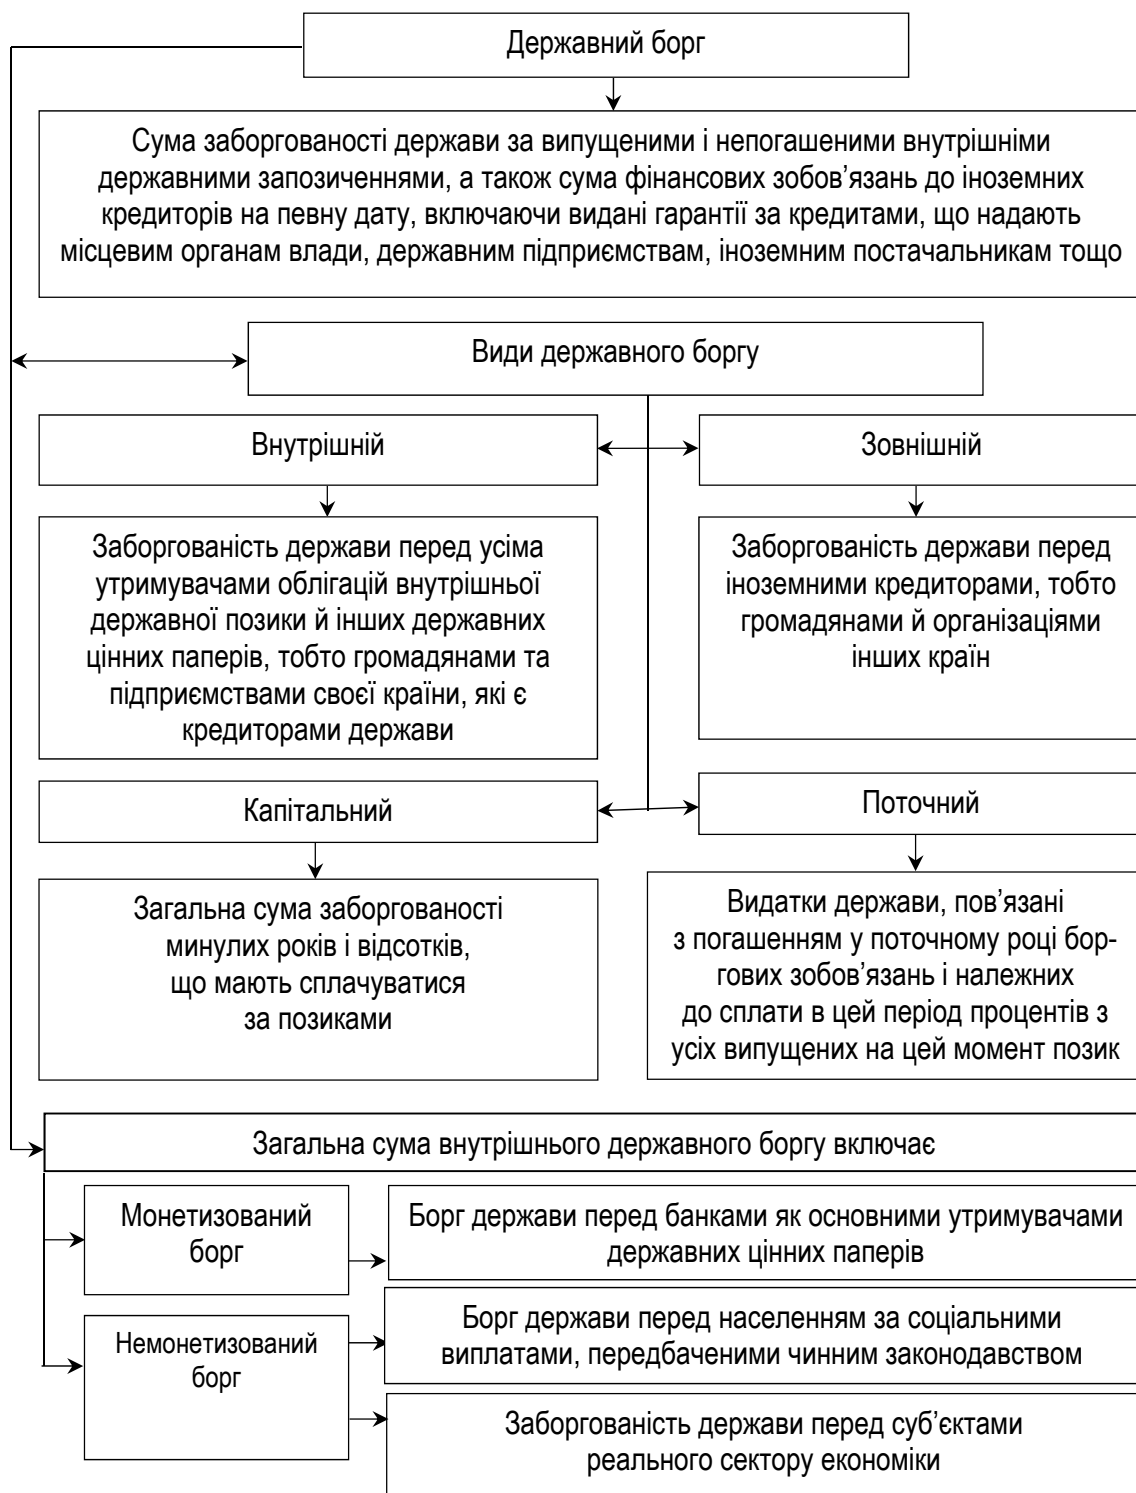 Державний борг
Сума заборгованості держави за випущеними і непогашеними внутрішніми
державними запозиченнями, а також сума фінансових зобов’язань до іноземних
кредиторів на певну дату, включаючи видані гарантії за кредитами, що надають
місцевим органам влади, державним підприємствам, іноземним постачальникам тощо
Види державного боргу
Внутрішній
Зовнішній
Заборгованість держави перед усіма
утримувачами облігацій внутрішньої
державної позики й інших державних
цінних паперів, тобто громадянами та
підприємствами своєї країни, які є
кредиторами держави
Заборгованість держави перед
іноземними кредиторами, тобто
громадянами й організаціями
інших країн
Капітальний
Поточний
Загальна сума заборгованості
минулих років і відсотків,
що мають сплачуватися
за позиками
Видатки держави, пов’язані
з погашенням у поточному році бор-
гових зобов’язань і належних
до сплати в цей період процентів з
усіх випущених на цей момент позик
Загальна сума внутрішнього державного боргу включає
Монетизований
борг
Борг держави перед банками як основними утримувачами
державних цінних паперів
Немонетизований
борг
Борг держави перед населенням за соціальними
виплатами, передбаченими чинним законодавством
Заборгованість держави перед суб’єктами
реального сектору економіки